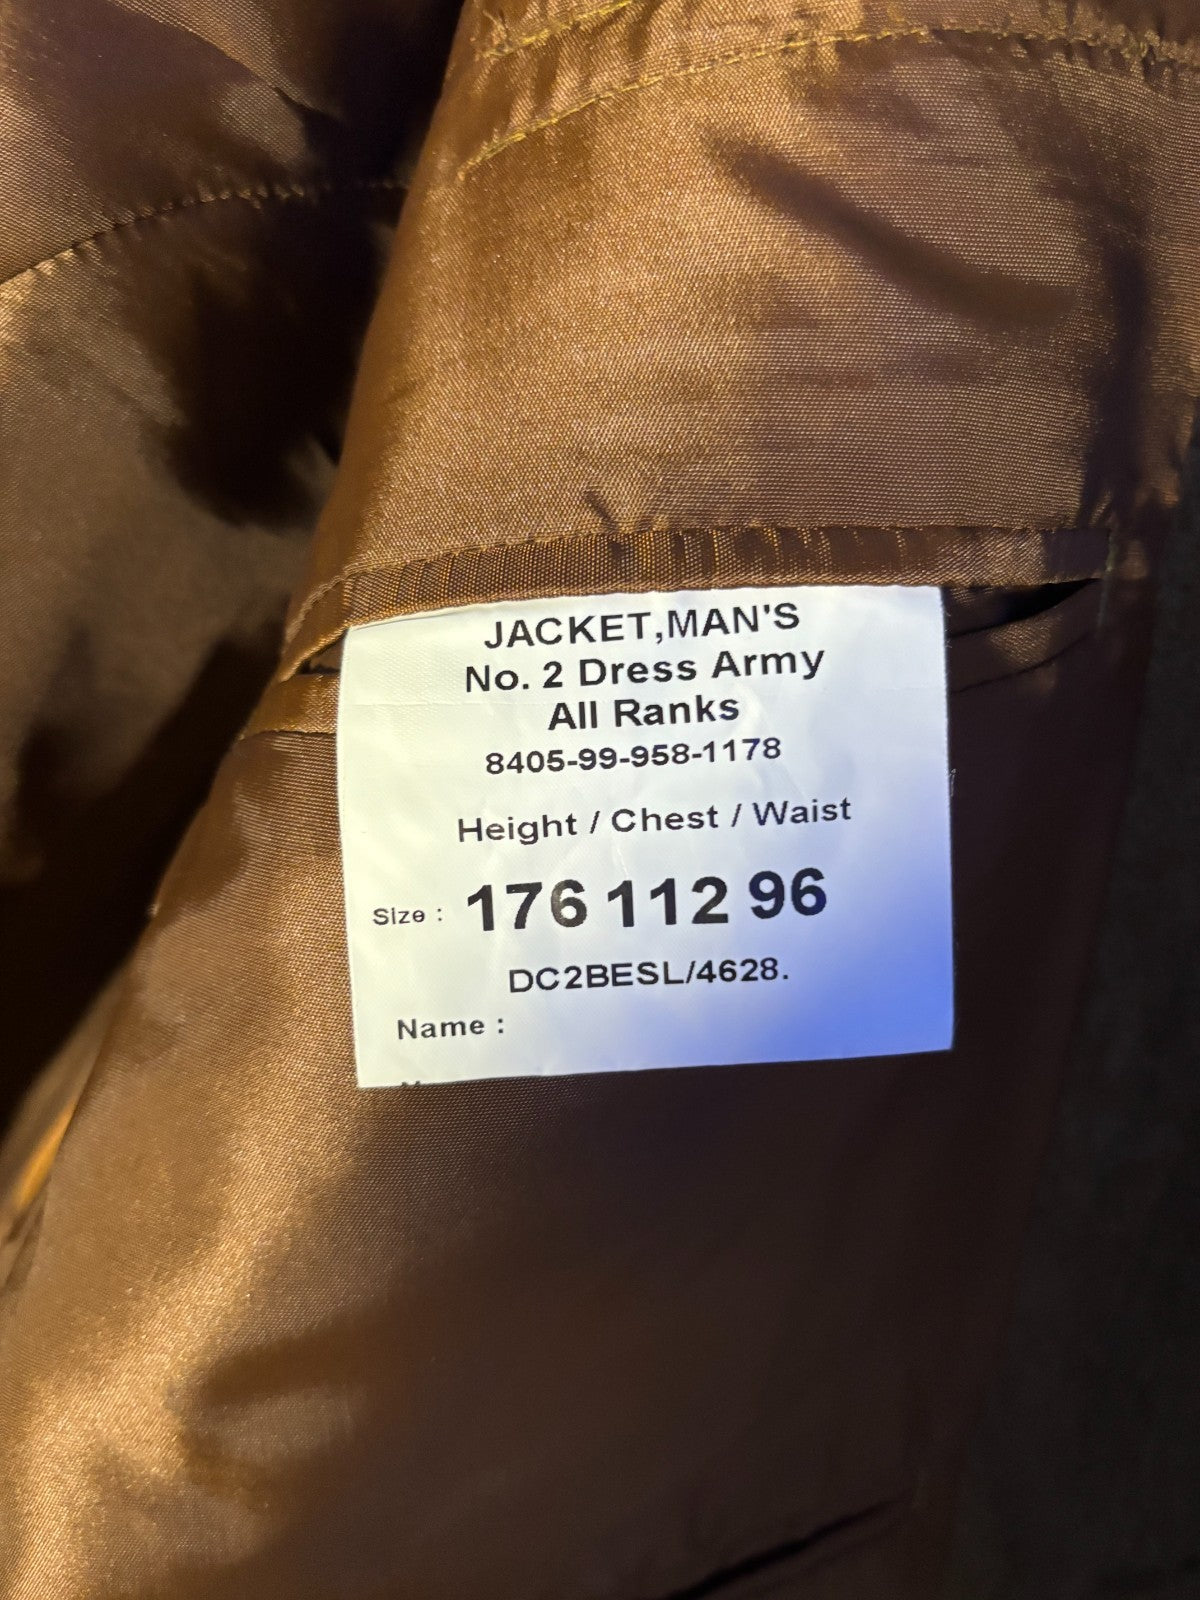 JACKET,MAN'S
No. 2 Dress Army
All Ranks
8405-99-958-1178
Height / Chest / Waist
Size : 176 112 96
DC2BESL/4628.
Name :